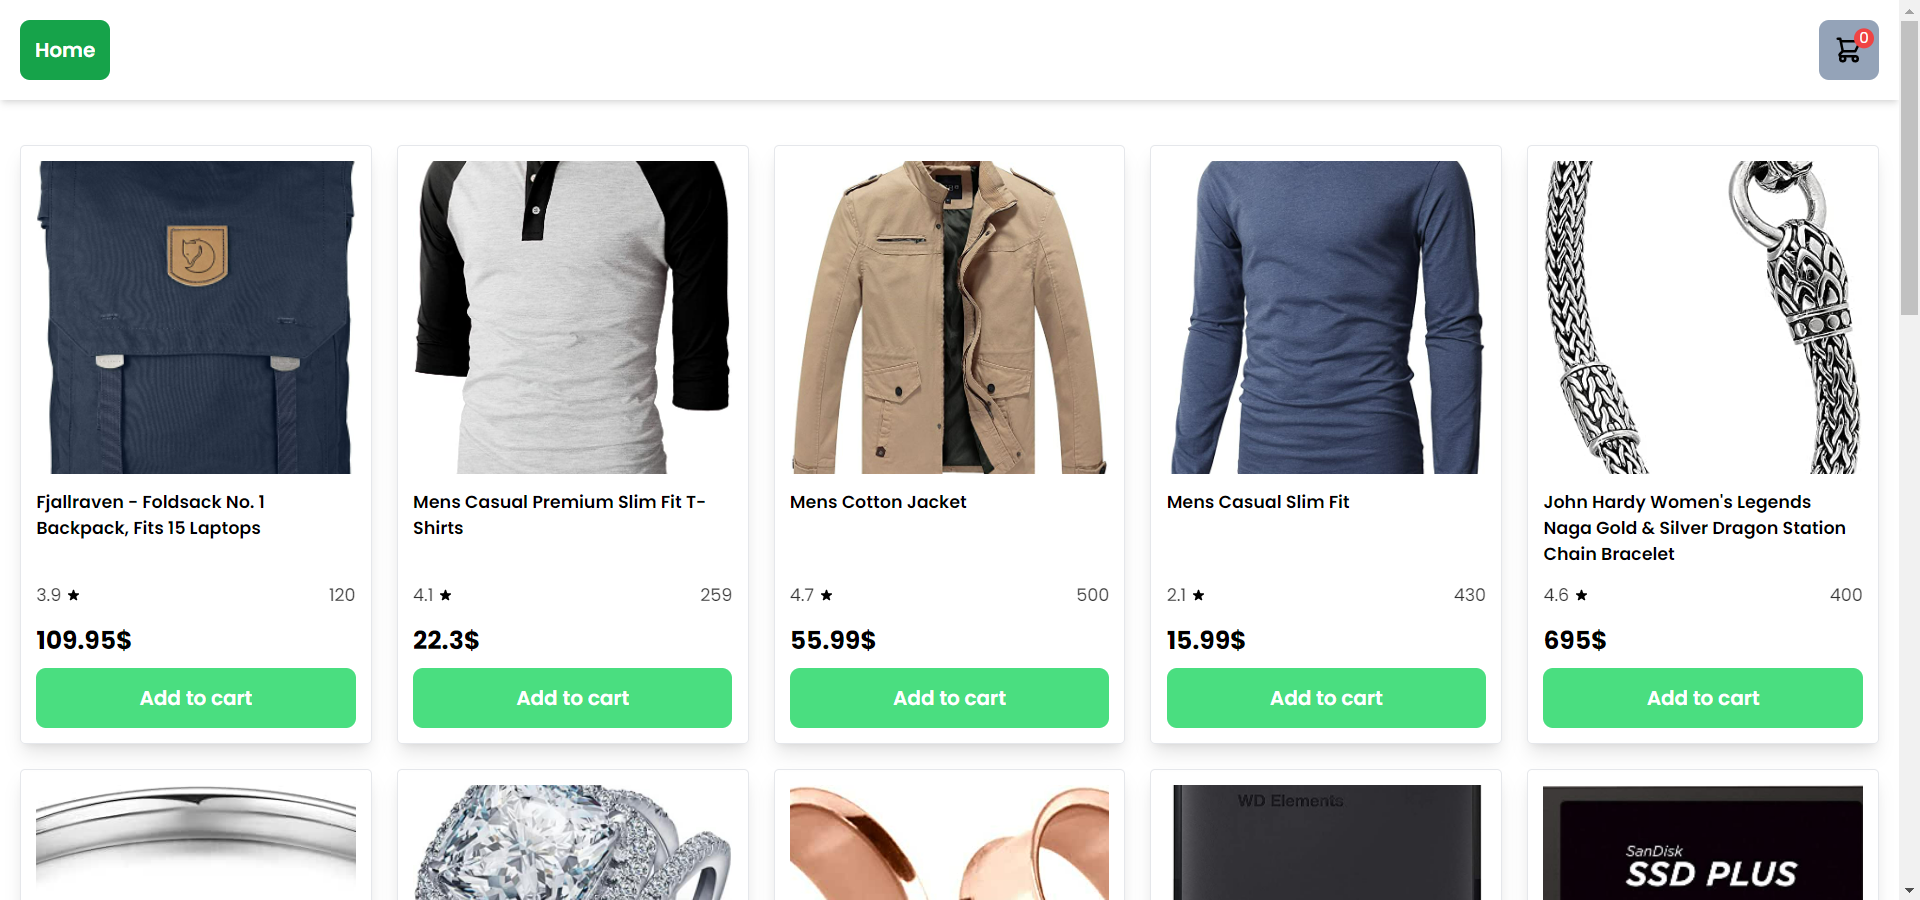 Home
0
Fjallraven - Foldsack No. 1
Backpack, Fits 15 Laptops
3.9 ★ 120
109.95$
Add to cart
Mens Casual Premium Slim Fit T-
Shirts
4.1 ★ 259
22.3$
Add to cart
Mens Cotton Jacket
4.7 ★ 500
55.99$
Add to cart
Mens Casual Slim Fit
2.1 ★ 430
15.99$
Add to cart
John Hardy Women's Legends
Naga Gold & Silver Dragon Station
Chain Bracelet
4.6 ★ 400
695$
Add to cart
WD Elements
SanDisk
SSD PLUS